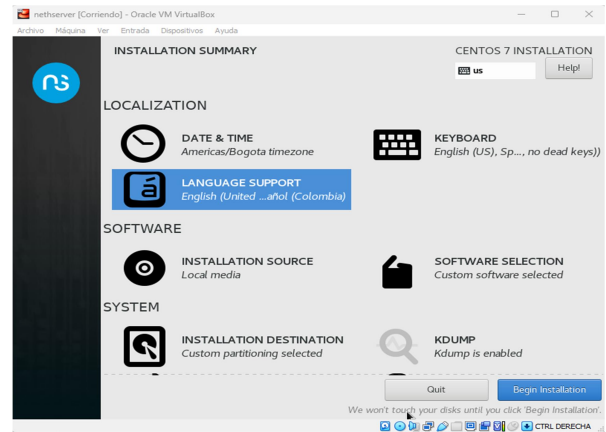 nethserver [Corriendo] - Oracle VM VirtualBox
Archivo Máquina Ver Entrada Dispositivos Ayuda
INSTALLATION SUMMARY
CENTOS 7 INSTALLATION
us
Help!
ns
LOCALIZATION
DATE & TIME
Americas/Bogota timezone
KEYBOARD
English (US), Sp..., no dead keys))
á
LANGUAGE SUPPORT
English (United ...añol (Colombia)
SOFTWARE
INSTALLATION SOURCE
Local media
SOFTWARE SELECTION
Custom software selected
SYSTEM
INSTALLATION DESTINATION
Custom partitioning selected
KDUMP
Kdump is enabled
Quit
Begin Installation
We won't touch your disks until you click 'Begin Installation'.
CTRL DERECHA